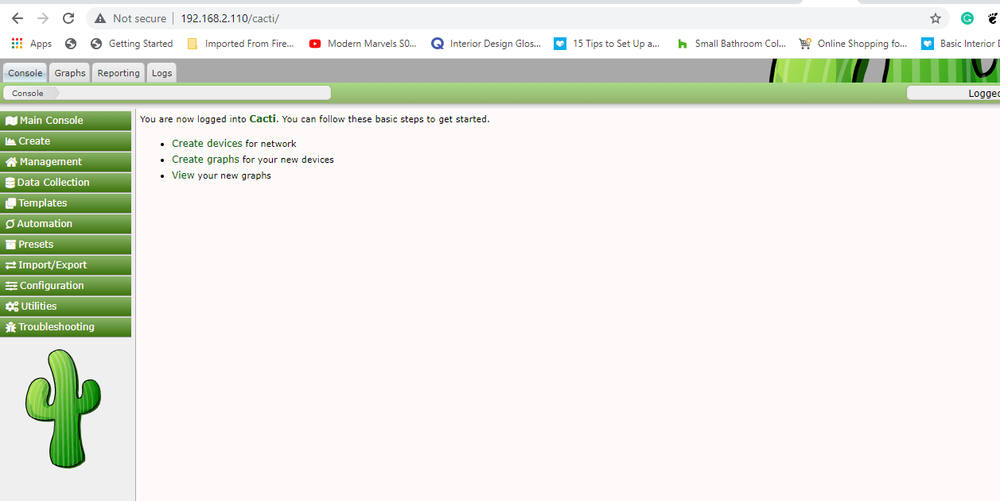 Not secure | 192.168.2.110/cacti/
Apps Getting Started Imported From Fire... Modern Marvels S0... Interior Design Glos... 15 Tips to Set Up a... Small Bathroom Col... Online Shopping fo... Basic Interior
Console Graphs Reporting Logs
Console Logged
Main Console
Create
Management
Data Collection
Templates
Automation
Presets
Import/Export
Configuration
Utilities
Troubleshooting
You are now logged into Cacti. You can follow these basic steps to get started.
• Create devices for network
• Create graphs for your new devices
• View your new graphs